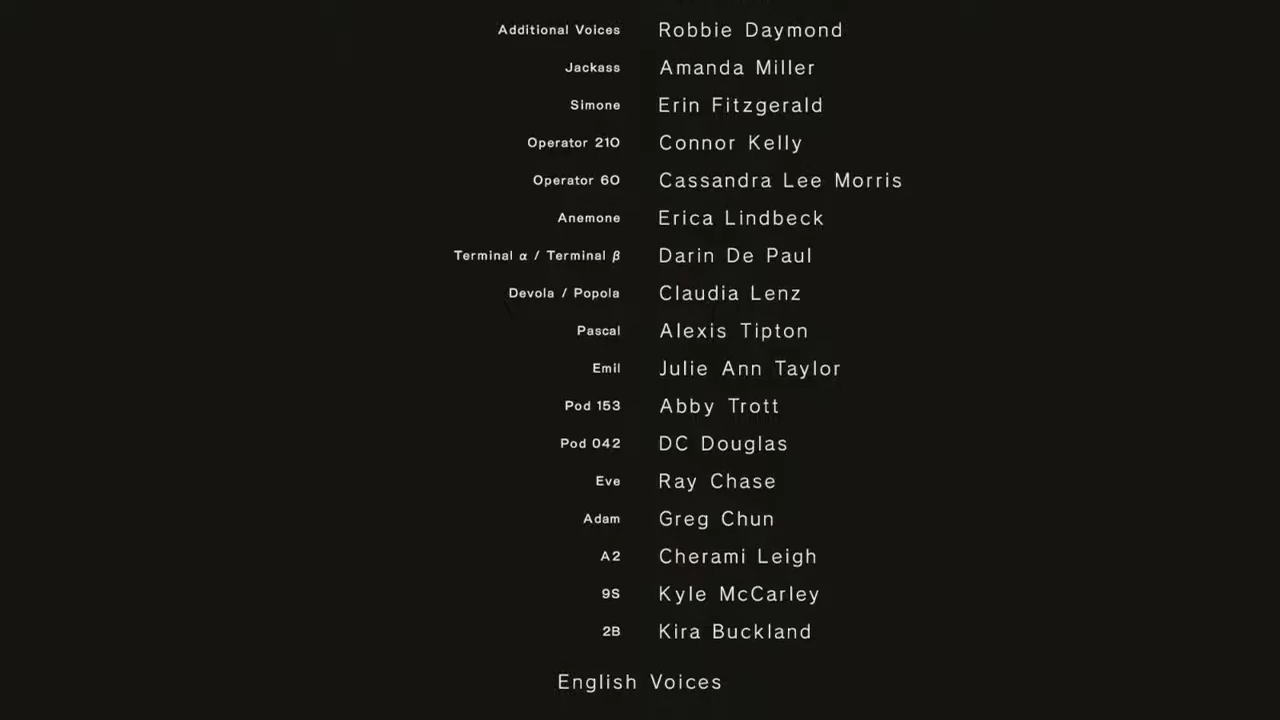 Additional Voices Robbie Daymond
Jackass Amanda Miller
Simone Erin Fitzgerald
Operator 21O Connor Kelly
Operator 6O Cassandra Lee Morris
Anemone Erica Lindbeck
Terminal α / Terminal β Darin De Paul
Devola / Popola Claudia Lenz
Pascal Alexis Tipton
Emil Julie Ann Taylor
Pod 153 Abby Trott
Pod 042 DC Douglas
Eve Ray Chase
Adam Greg Chun
A2 Cherami Leigh
9S Kyle McCarley
2B Kira Buckland
English Voices